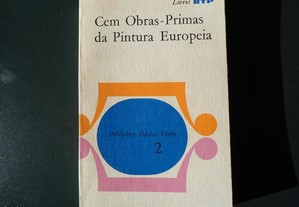 Livros RTP
Cem Obras-Primas
da Pintura Europeia
Biblioteca Básica Verbo
2